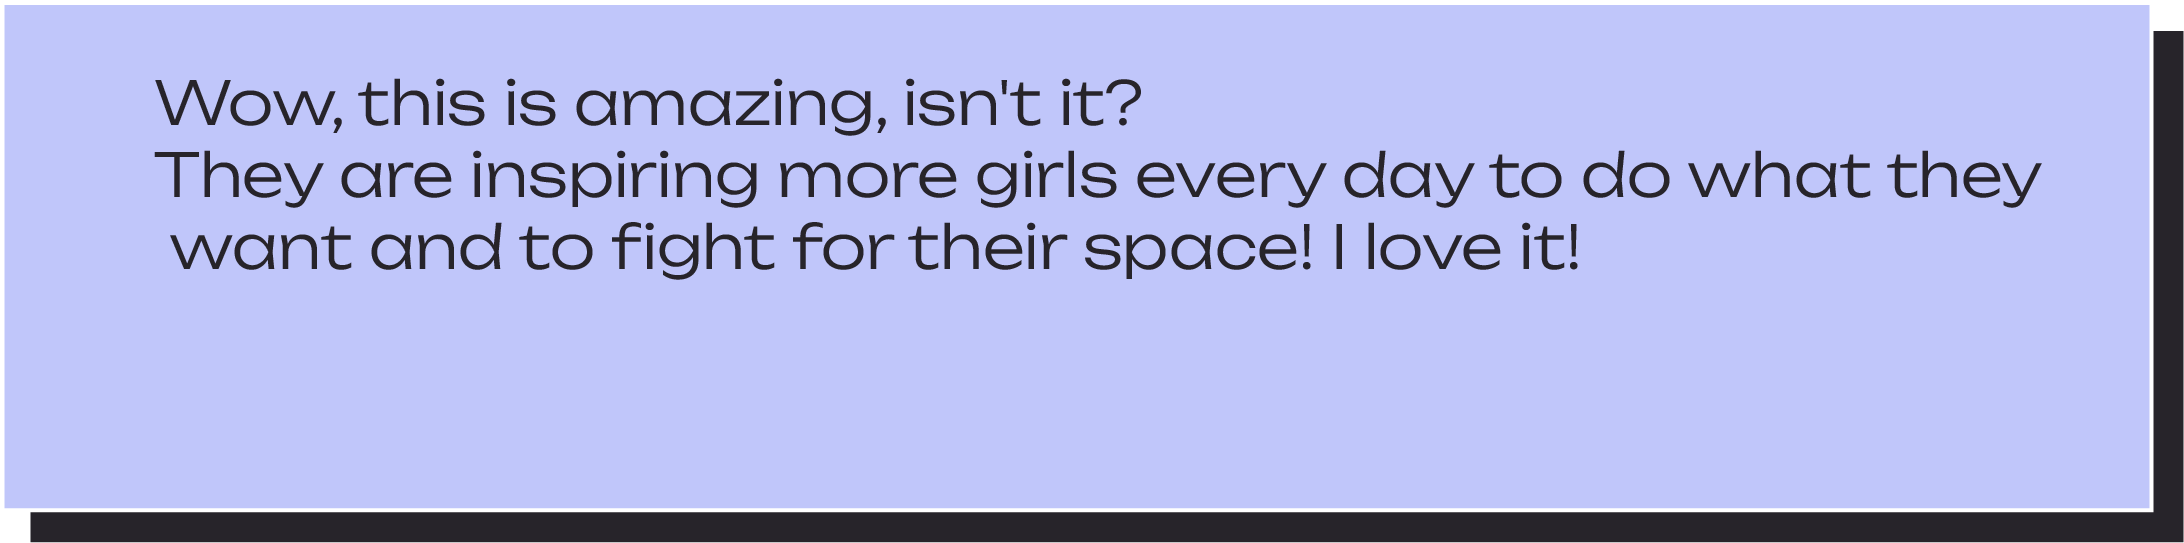 Wow, this is amazing, isn't it?
They are inspiring more girls every day to do what they
want and to fight for their space! I love it!